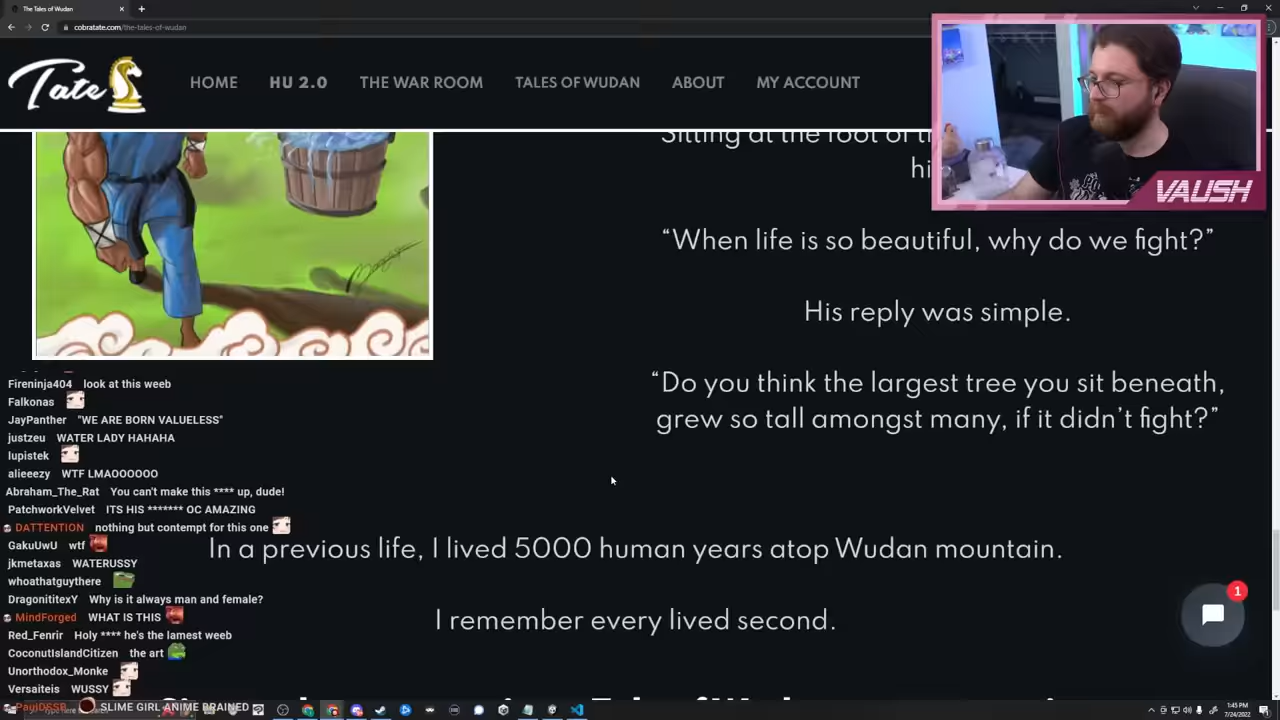 The Tales of Wudan
cobratate.com/the-tales-of-wudan
Tate
HOME
HU 2.0
THE WAR ROOM
TALES OF WUDAN
ABOUT
MY ACCOUNT
VAUSH
Sitting at the foot of
“When life is so beautiful, why do we fight?”
His reply was simple.
“Do you think the largest tree you sit beneath,
grew so tall amongst many, if it didn’t fight?”
In a previous life, I lived 5000 human years atop Wudan mountain.
I remember every lived second.
1
Fireninja404 look at this weeb
Falkonas
JayPanther "WE ARE BORN VALUELESS"
justzeu WATER LADY HAHAHA
lupistek
alieeezy WTF LMAOOOOOO
Abraham_The_Rat You can't make this **** up, dude!
PatchworkVelvet ITS HIS ******* OC AMAZING
DATTENTION nothing but contempt for this one
GakuUwU wtf
jkmetaxas WATERUSSY
whoathatguythere
DragonititexY Why is it always man and female?
MindForged WHAT IS THIS
Red_Fenrir Holy **** he's the lamest weeb
CoconutIslandCitizen the art
Unorthodox_Monke
Versaiteis WUSSY
SLIME GIRL ANIME BRAINED
1:45 PM
7/24/2022